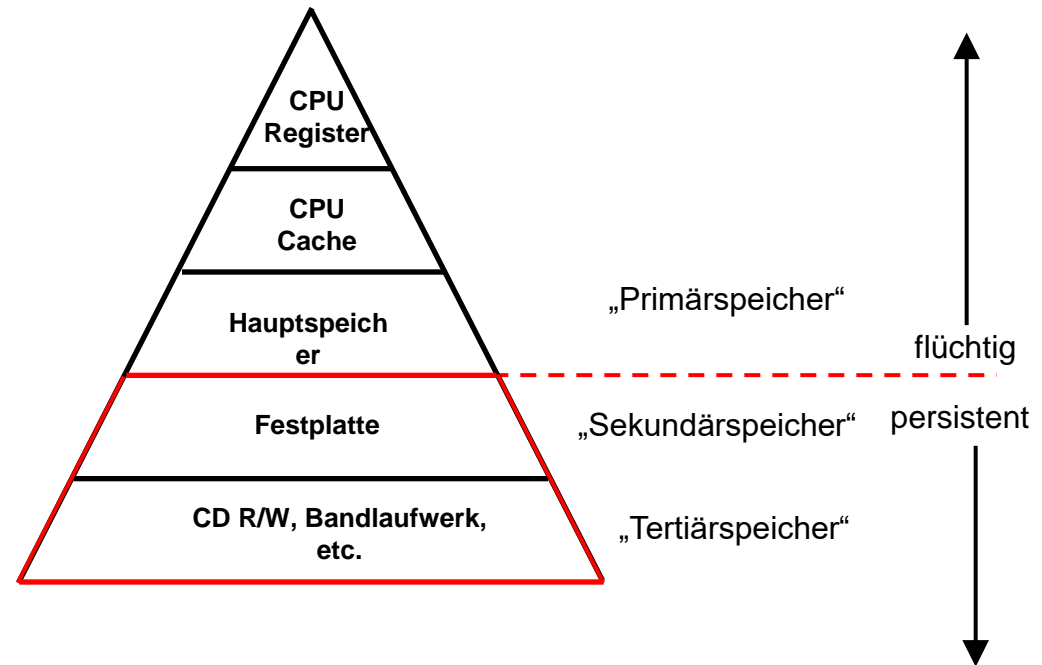 CPU
Register
CPU
Cache
„Primärspeicher“
Hauptspeich
er
flüchtig
Festplatte
„Sekundärspeicher“
persistent
CD R/W, Bandlaufwerk,
etc.
„Tertiärspeicher“